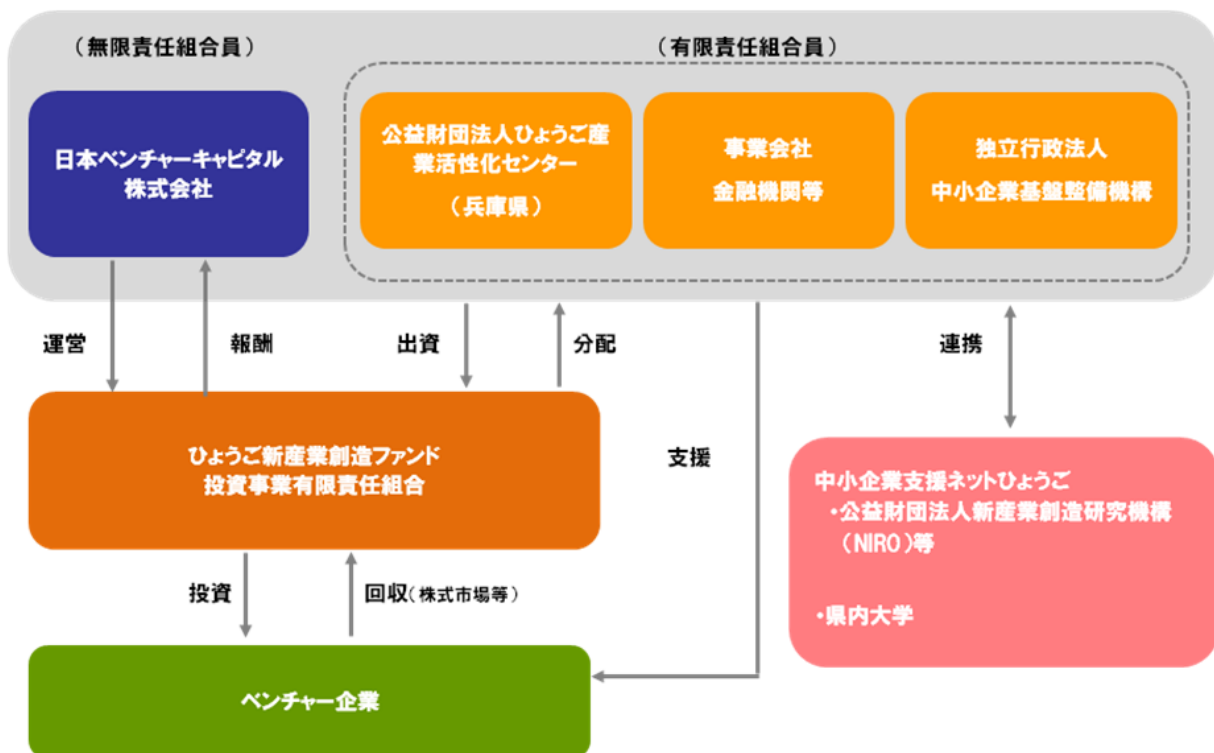 （無限責任組合員）
（有限責任組合員）
日本ベンチャーキャピタル
株式会社
公益財団法人ひょうご産
業活性化センター
（兵庫県）
事業会社
金融機関等
独立行政法人
中小企業基盤整備機構
運営
報酬
出資
分配
連携
ひょうご新産業創造ファンド
投資事業有限責任組合
支援
中小企業支援ネットひょうご
・公益財団法人新産業創造研究機構
（NIRO）等
・県内大学
投資
回収（株式市場等）
ベンチャー企業